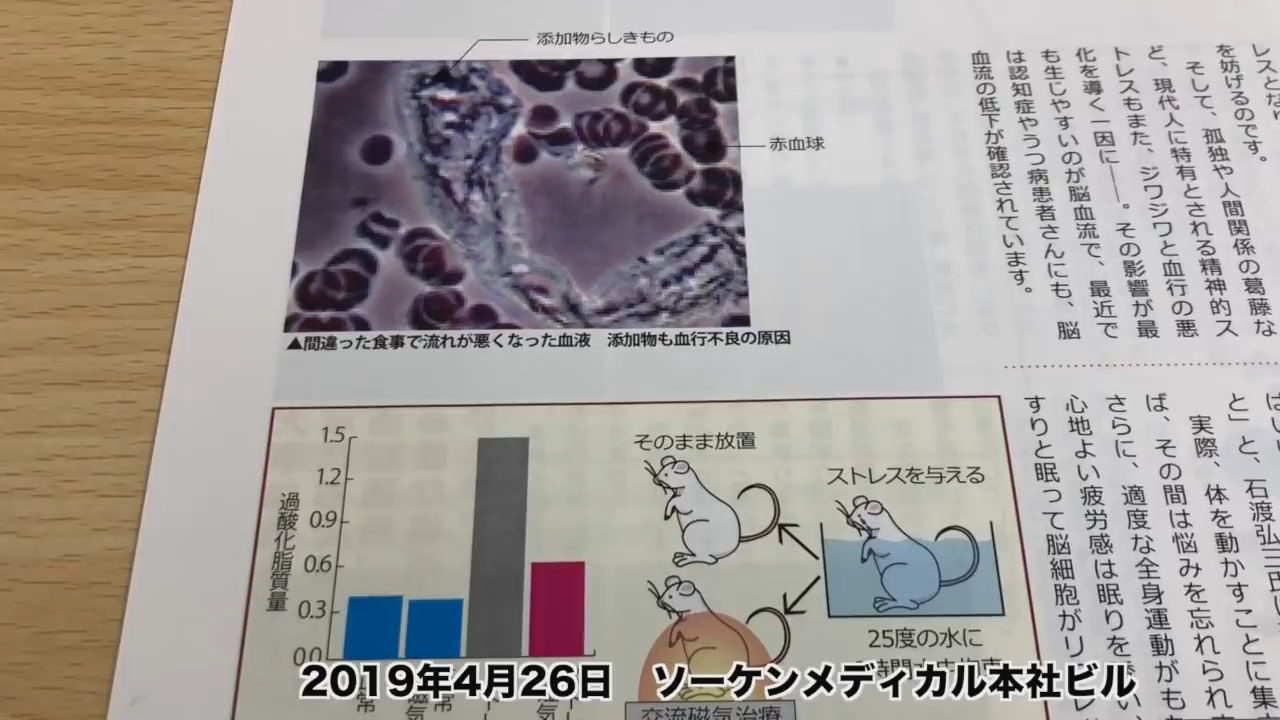 添加物らしきもの
赤血球
▲間違った食事で流れが悪くなった血液　添加物も血行不良の原因
を妨げるのです。
そして、孤独や人間関係の葛藤な
ど、現代人に特有とされる精神的ス
トレスもまた、ジワジワと血行の悪
化を導く一因に――。その影響が最
も生じやすいのが脳血流で、最近で
は認知症やうつ病患者さんにも、脳
血流の低下が確認されています。
と」と、石渡弘三
実際、体を動かすことに集
ば、その間は悩みを忘れられ
さらに、適度な全身運動がも
心地よい疲労感は眠りを
すりと眠って脳細胞がリ
過酸化脂質量
1.5
1.2
0.9
0.6
0.3
0.0
そのまま放置
ストレスを与える
25度の水に
交流磁気治療
2019年4月26日　ソーケンメディカル本社ビル